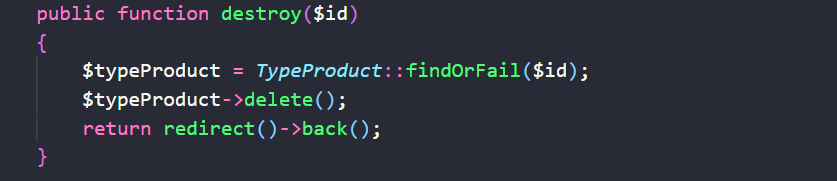 public function destroy($id)
{
$typeProduct = TypeProduct::findOrFail($id);
$typeProduct->delete();
return redirect()->back();
}